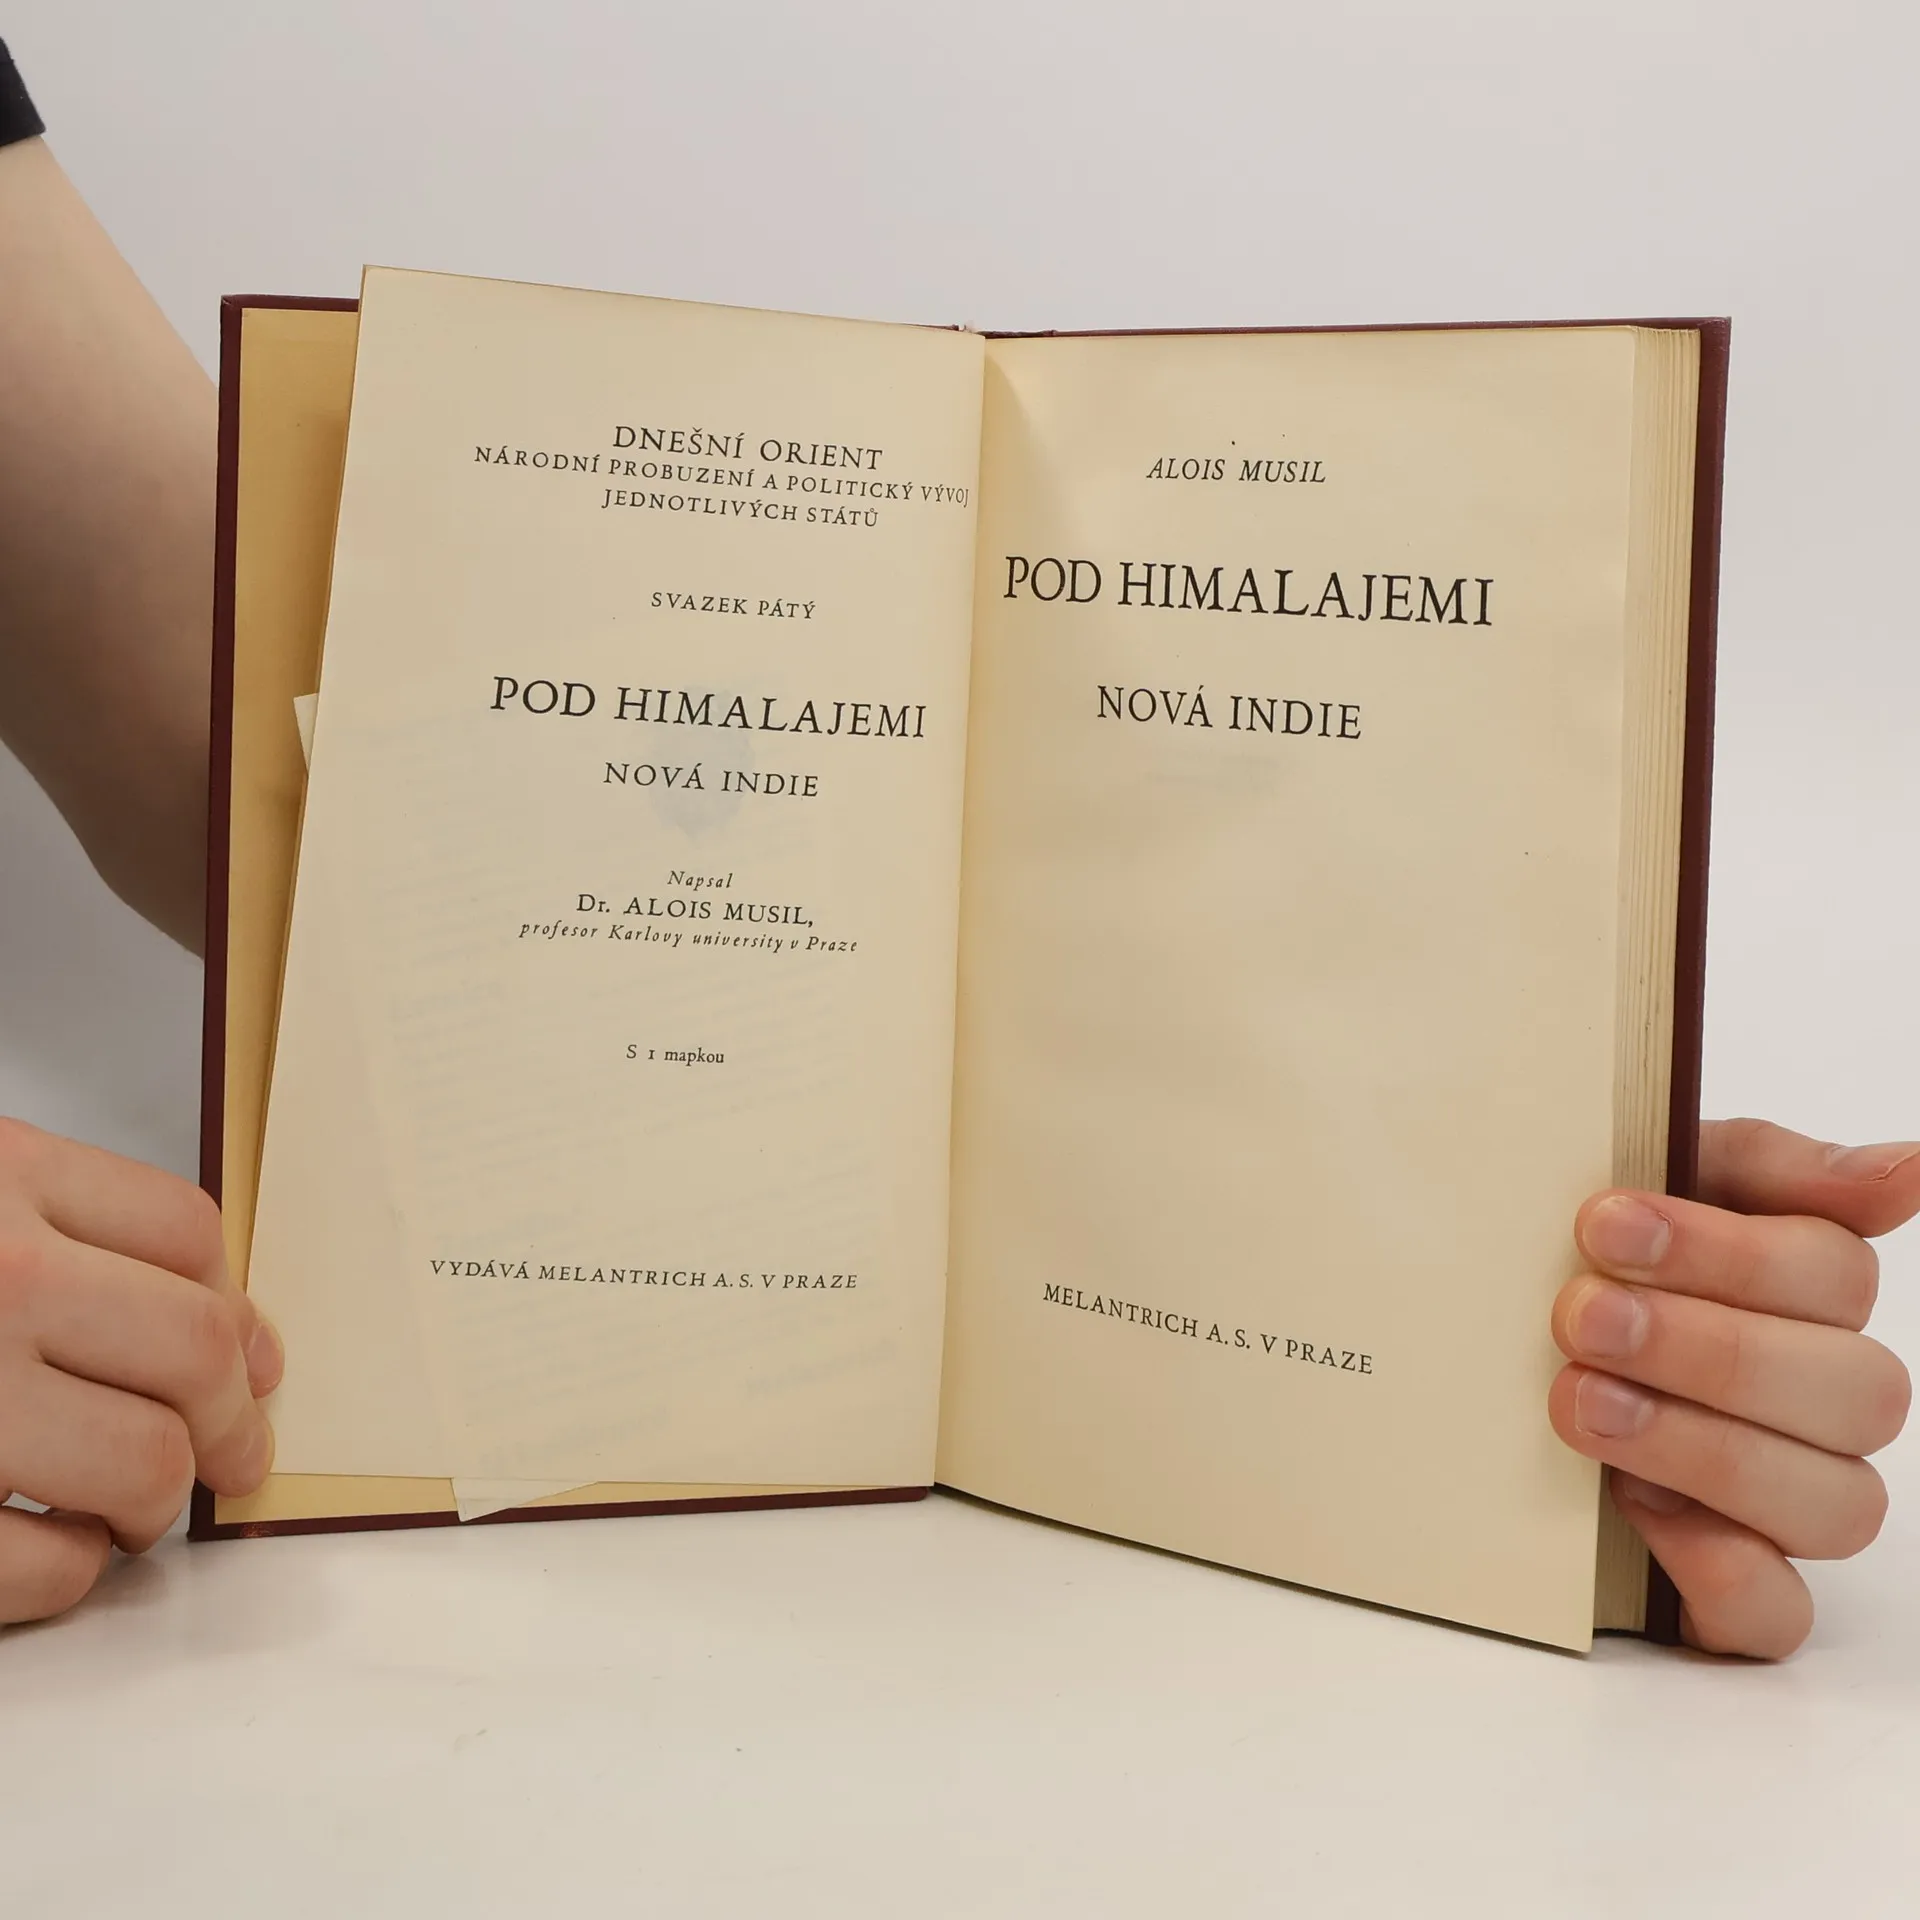 DNEŠNÍ ORIENT
NÁRODNÍ PROBUZENÍ A POLITICKÝ VÝVOJ
JEDNOTLIVÝCH STÁTŮ
SVAZEK PÁTÝ
POD HIMALAJEMI
NOVÁ INDIE
Napsal
Dr. ALOIS MUSIL,
profesor Karlovy university v Praze
S 1 mapkou
VYDÁVÁ MELANTRICH A. S. V PRAZE
ALOIS MUSIL
POD HIMALAJEMI
NOVÁ INDIE
MELANTRICH A. S. V PRAZE